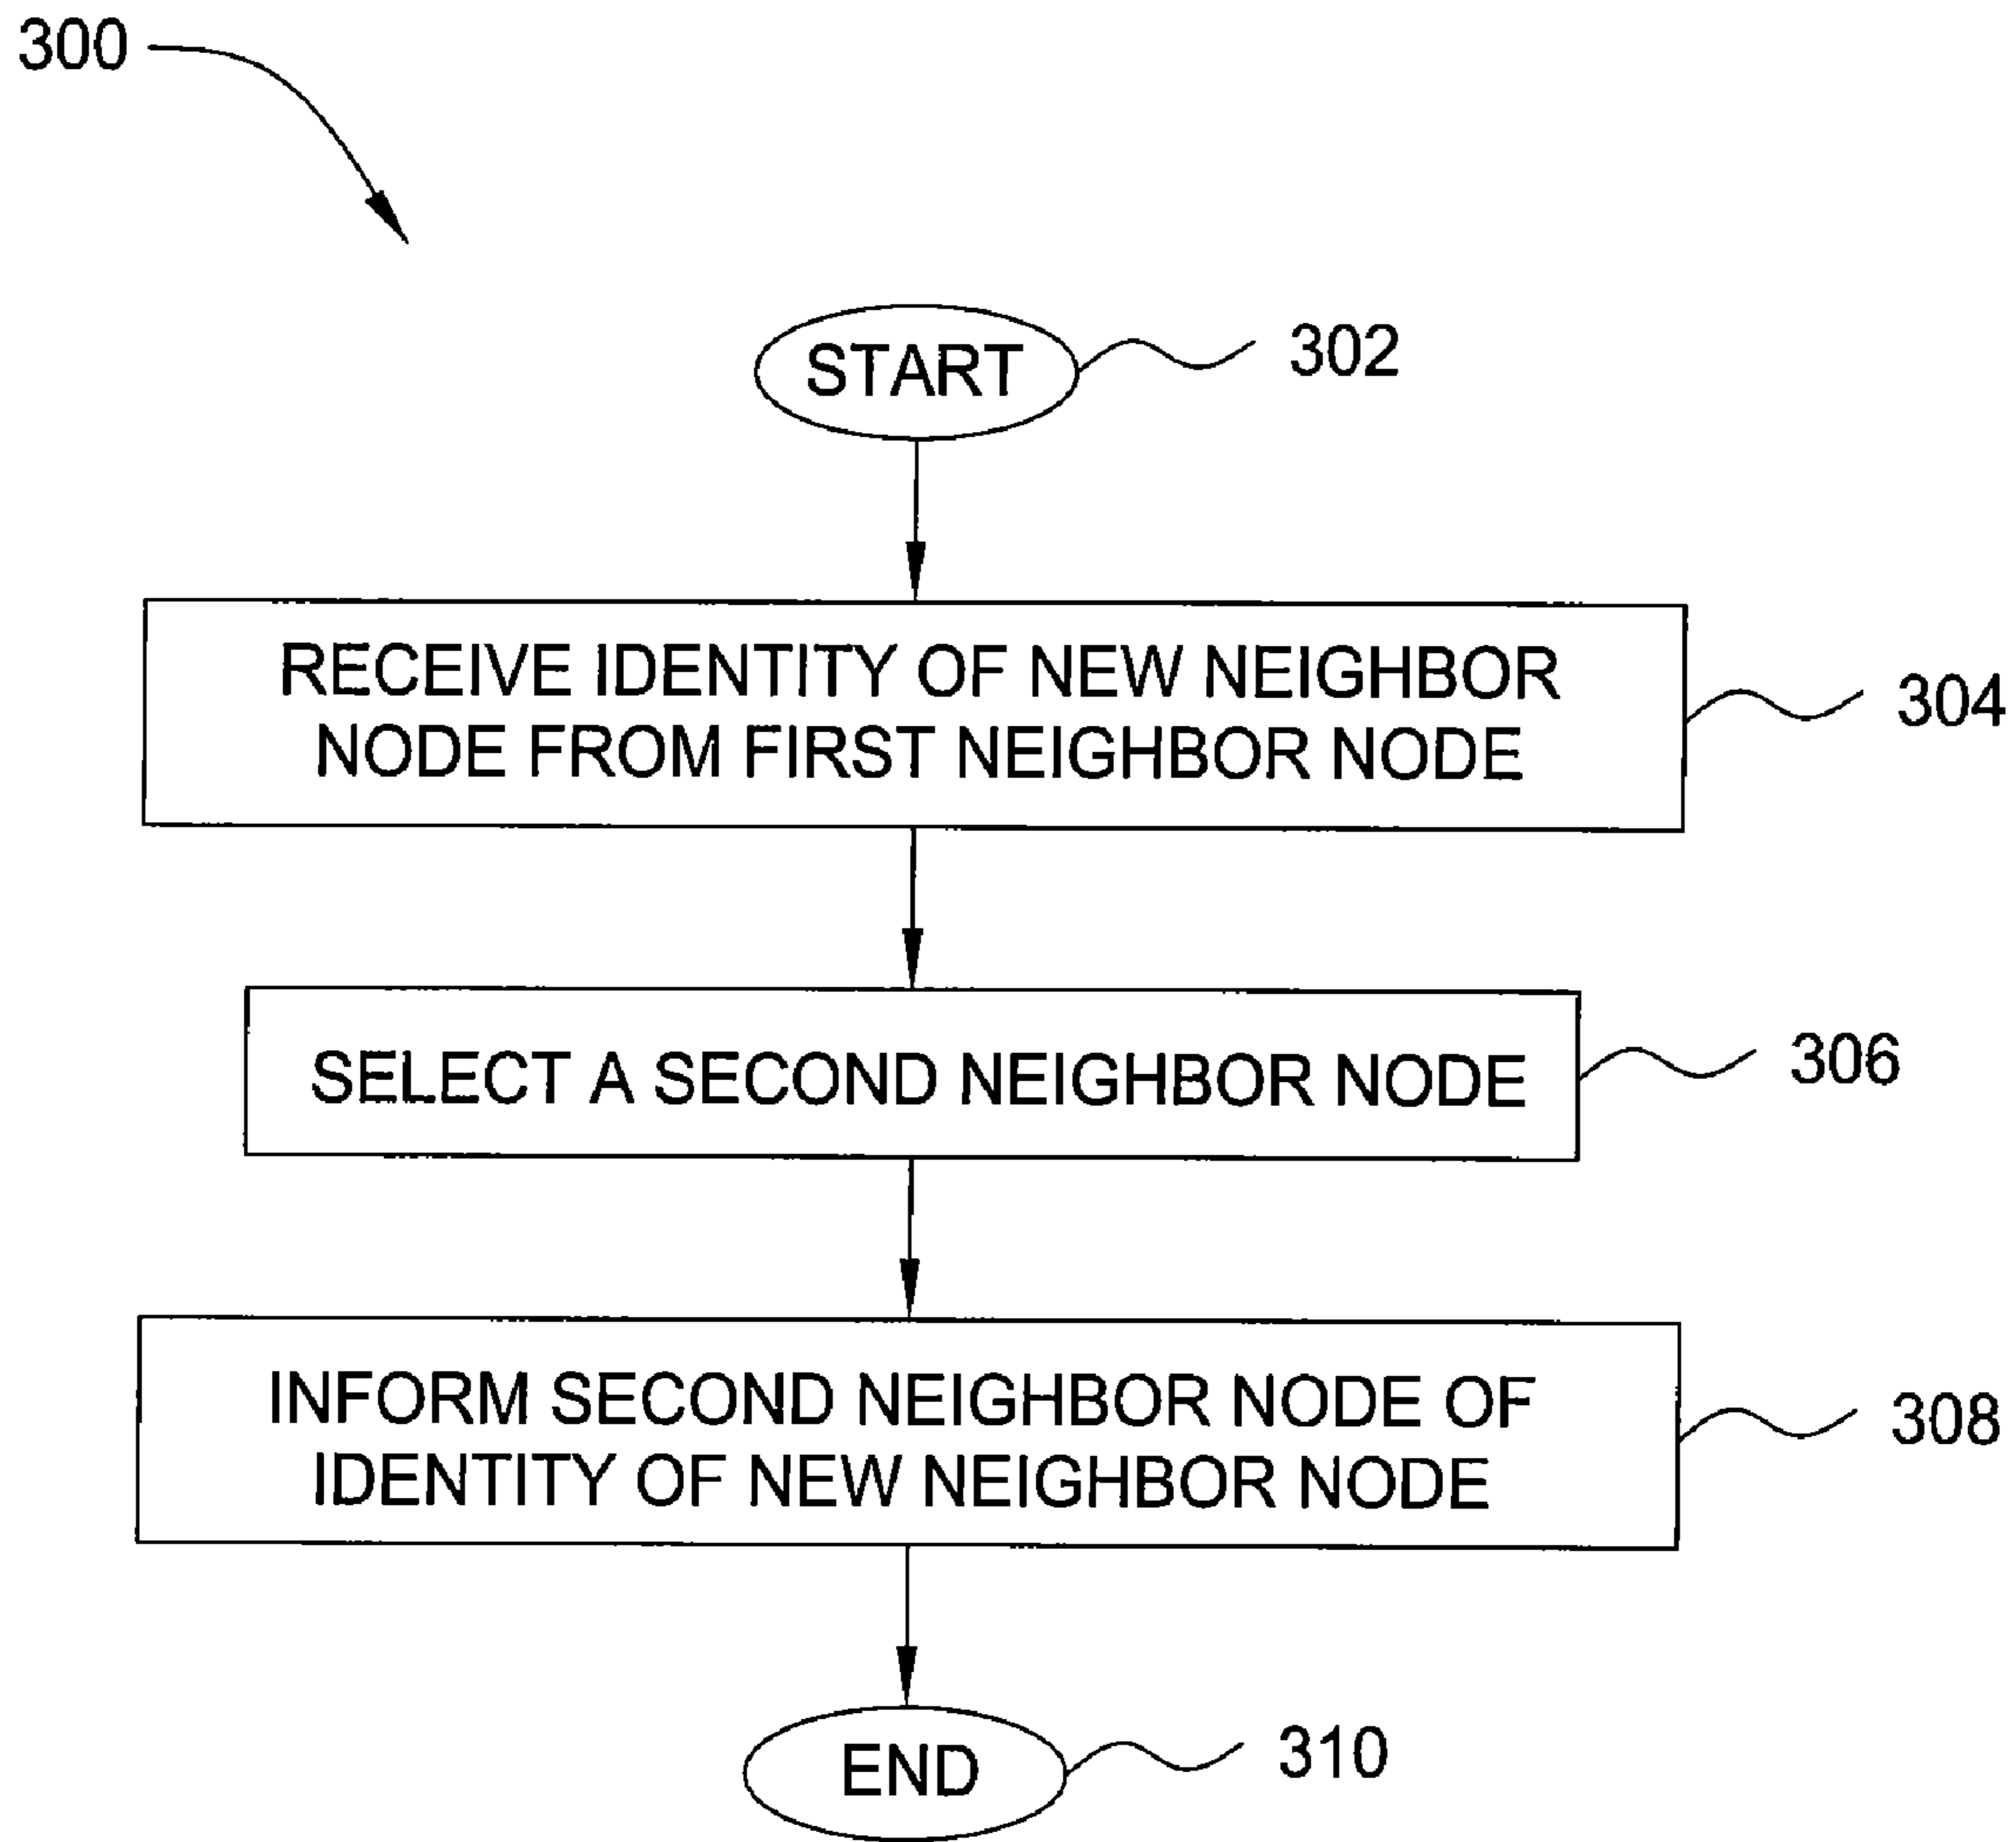 300
START
302
RECEIVE IDENTITY OF NEW NEIGHBOR
NODE FROM FIRST NEIGHBOR NODE
304
SELECT A SECOND NEIGHBOR NODE
306
INFORM SECOND NEIGHBOR NODE OF
IDENTITY OF NEW NEIGHBOR NODE
308
END
310